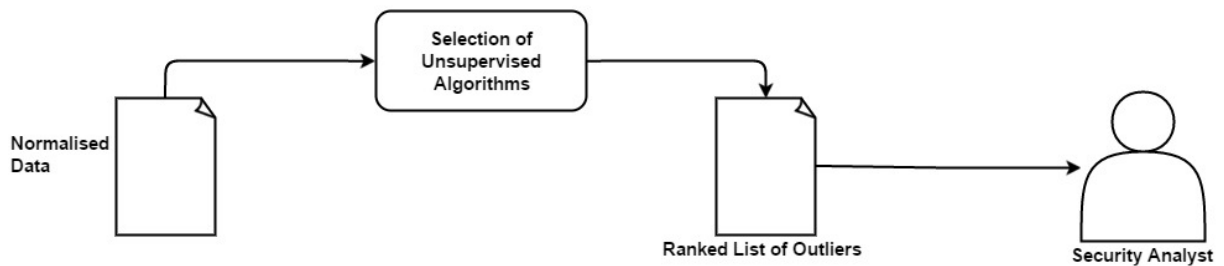 Normalised
Data
Selection of
Unsupervised
Algorithms
Ranked List of Outliers
Security Analyst